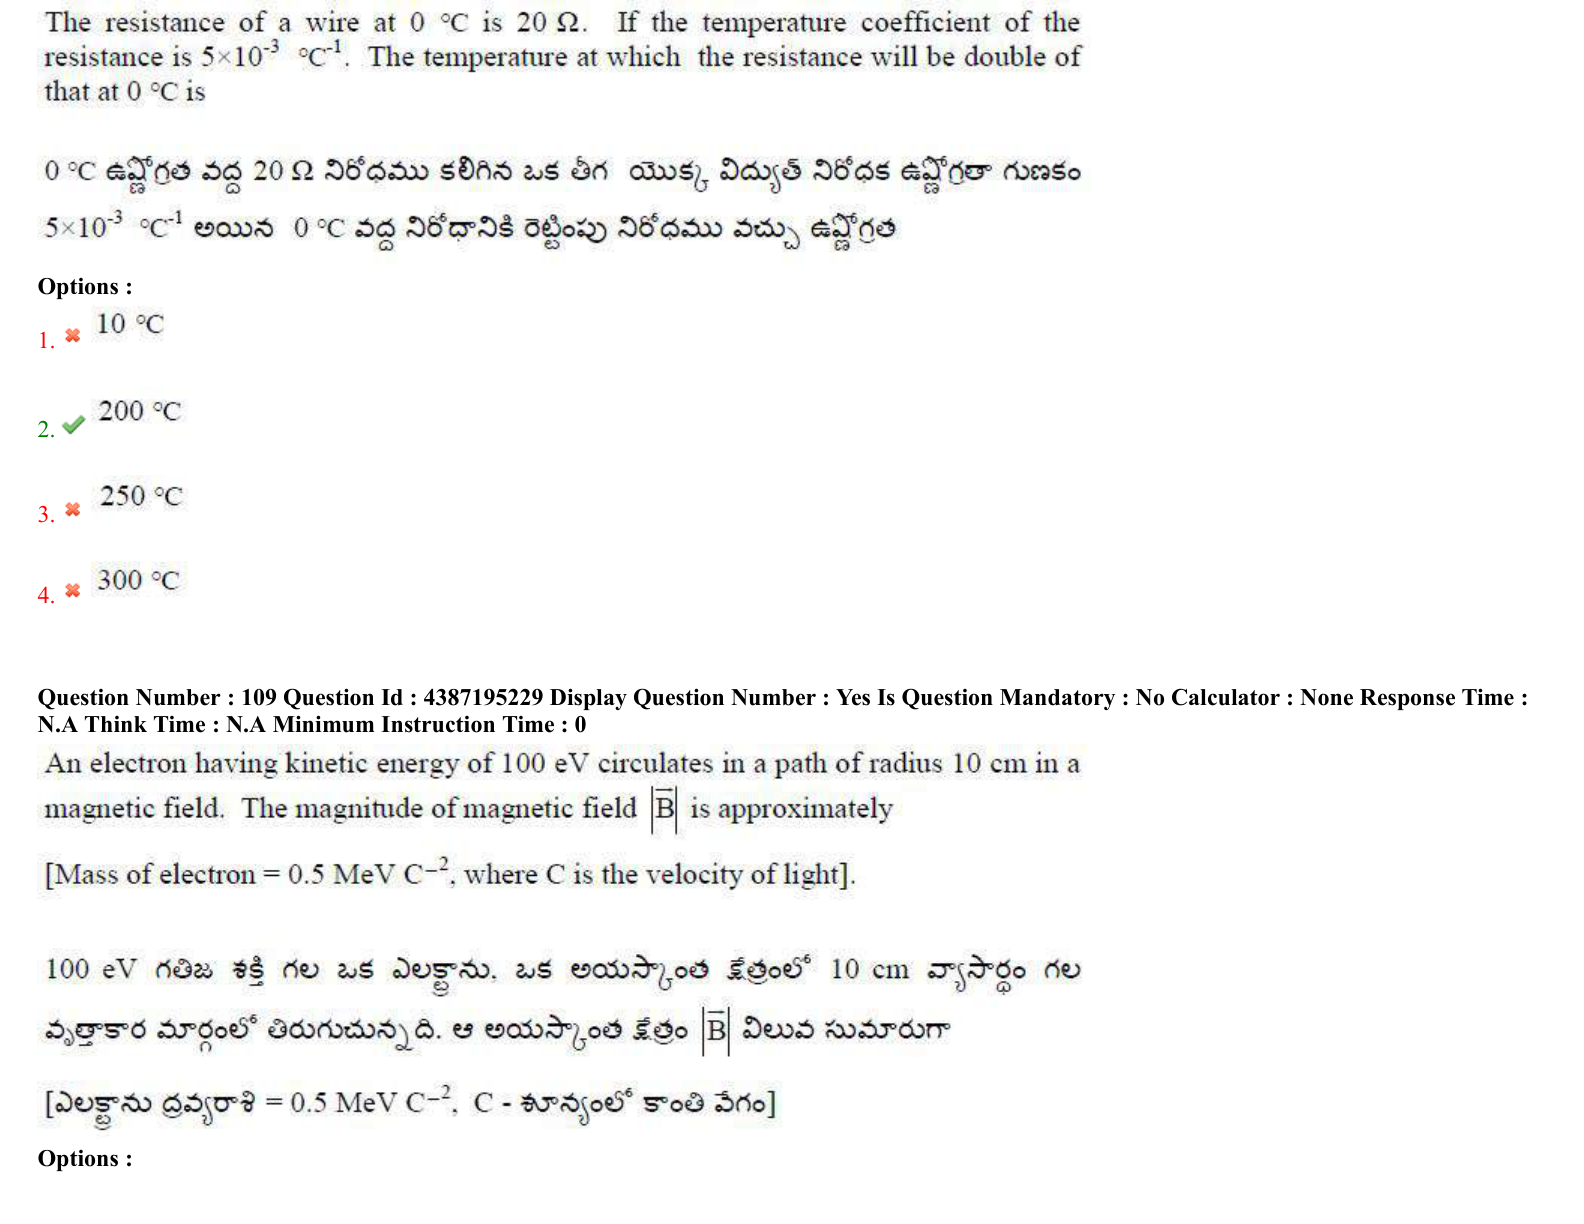 The resistance of a wire at 0 °C is 20 Ω. If the temperature coefficient of the
resistance is 5×10⁻³ °C⁻¹. The temperature at which the resistance will be double of
that at 0 °C is
0 °C ఉష్ణోగ్రత వద్ద 20 Ω నిరోధము కలిగిన ఒక తీగ యొక్క విద్యుత్ నిరోధక ఉష్ణోగ్రతా గుణకం
5×10⁻³ °C⁻¹ అయిన 0 °C వద్ద నిరోధానికి రెట్టింపు నిరోధము వచ్చు ఉష్ణోగ్రత
Options :
1. 10 °C
2. 200 °C
3. 250 °C
4. 300 °C
Question Number : 109 Question Id : 4387195229 Display Question Number : Yes Is Question Mandatory : No Calculator : None Response Time :
N.A Think Time : N.A Minimum Instruction Time : 0
An electron having kinetic energy of 100 eV circulates in a path of radius 10 cm in a
magnetic field. The magnitude of magnetic field |B̅| is approximately
[Mass of electron = 0.5 MeV C⁻², where C is the velocity of light].
100 eV గతిజ శక్తి గల ఒక ఎలక్ట్రాను, ఒక అయస్కాంత క్షేత్రంలో 10 cm వ్యాసార్ధం గల
వృత్తాకార మార్గంలో తిరుగుచున్నది. ఆ అయస్కాంత క్షేత్రం |B̅| విలువ సుమారుగా
[ఎలక్ట్రాను ద్రవ్యరాశి = 0.5 MeV C⁻², C - శూన్యంలో కాంతి వేగం]
Options :